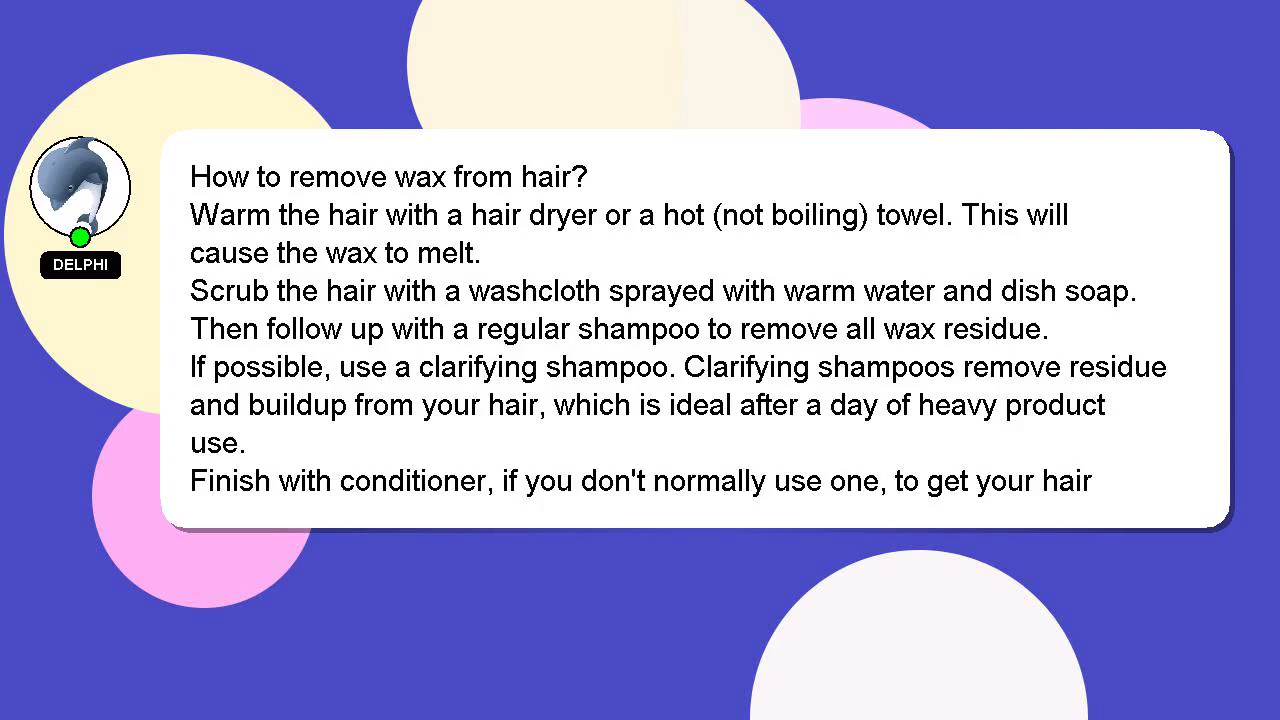 DELPHI
How to remove wax from hair?
Warm the hair with a hair dryer or a hot (not boiling) towel. This will
cause the wax to melt.
Scrub the hair with a washcloth sprayed with warm water and dish soap.
Then follow up with a regular shampoo to remove all wax residue.
If possible, use a clarifying shampoo. Clarifying shampoos remove residue
and buildup from your hair, which is ideal after a day of heavy product
use.
Finish with conditioner, if you don't normally use one, to get your hair